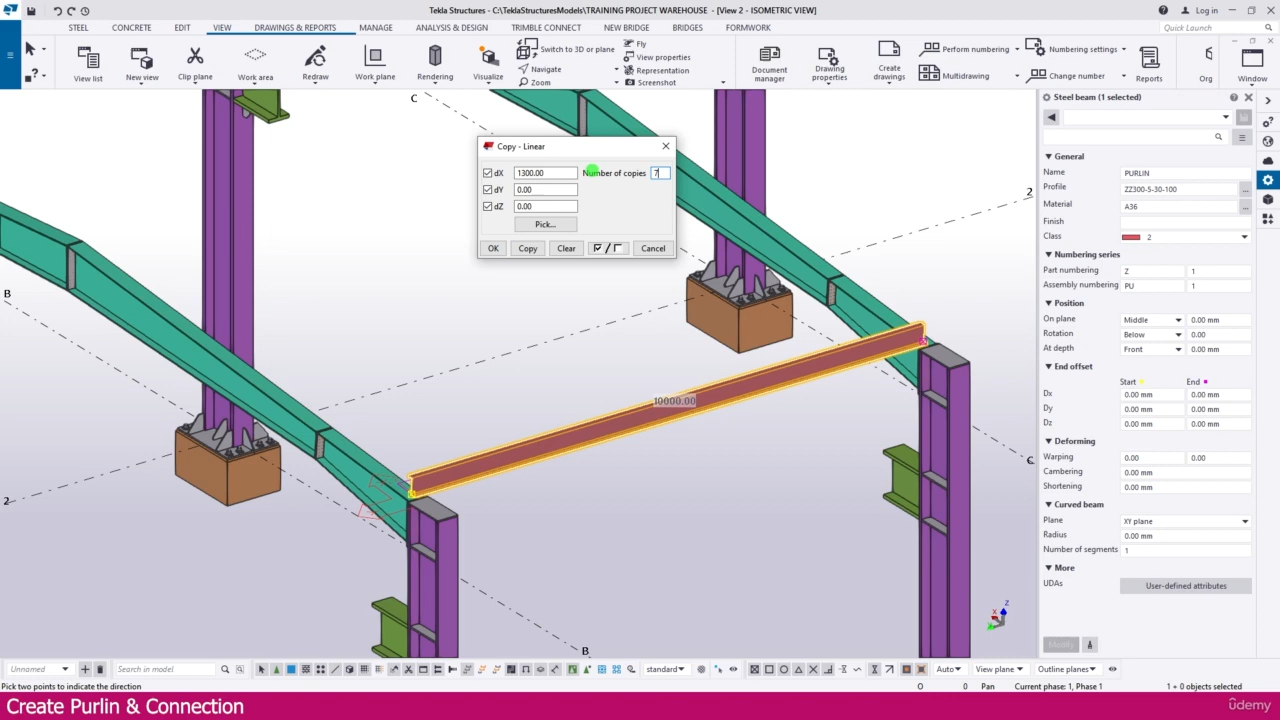 Tekla Structures - C:\TeklaStructuresModels\TRAINING PROJECT WAREHOUSE - [View 2 - ISOMETRIC VIEW]
Log in
STEEL CONCRETE EDIT VIEW DRAWINGS & REPORTS MANAGE ANALYSIS & DESIGN TRIMBLE CONNECT NEW BRIDGE BRIDGES FORMWORK
Quick Launch
View list
New view
Clip plane
Work area
Redraw
Work plane
Rendering
Visualize
Switch to 3D or plane
Navigate
Zoom
Fly
View properties
Representation
Screenshot
Document manager
Drawing properties
Create drawings
Perform numbering
Multidrawing
Numbering settings
Change number
Reports
Org
Window
Steel beam (1 selected)
General
Name PURLIN
Profile ZZ300-5-30-100
Material A36
Finish
Class 2
Numbering series
Part numbering Z 1
Assembly numbering PU 1
Position
On plane Middle 0.00 mm
Rotation Below 0.00
At depth Front 0.00 mm
End offset
Start End
Dx 0.00 mm 0.00 mm
Dy 0.00 mm 0.00 mm
Dz 0.00 mm 0.00 mm
Deforming
Warping 0.00 0.00
Cambering 0.00 mm
Shortening 0.00 mm
Curved beam
Plane XY plane
Radius 0.00 mm
Number of segments 1
More
UDAs User-defined attributes
Modify
Copy - Linear
dX 1300.00 Number of copies 7
dY 0.00
dZ 0.00
Pick...
OK Copy Clear / Cancel
C
2
B
10000.00
C
2
B
Z
X
Unnamed
Search in model
standard
Auto
View plane
Outline planes
Pick two points to indicate the direction
O 0 Pan Current phase: 1, Phase 1 1 + 0 objects selected
Create Purlin & Connection
ûdemy